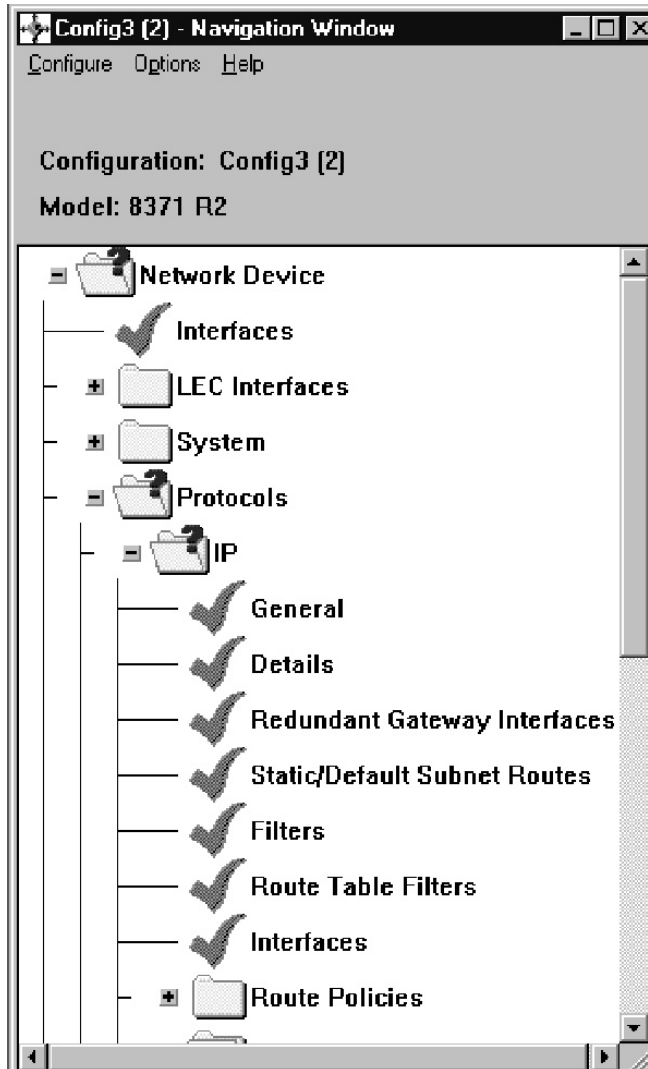 Config3 (2) - Navigation Window
Configure Options Help
Configuration: Config3 (2)
Model: 8371 R2
Network Device
Interfaces
LEC Interfaces
System
Protocols
IP
General
Details
Redundant Gateway Interfaces
Static/Default Subnet Routes
Filters
Route Table Filters
Interfaces
Route Policies